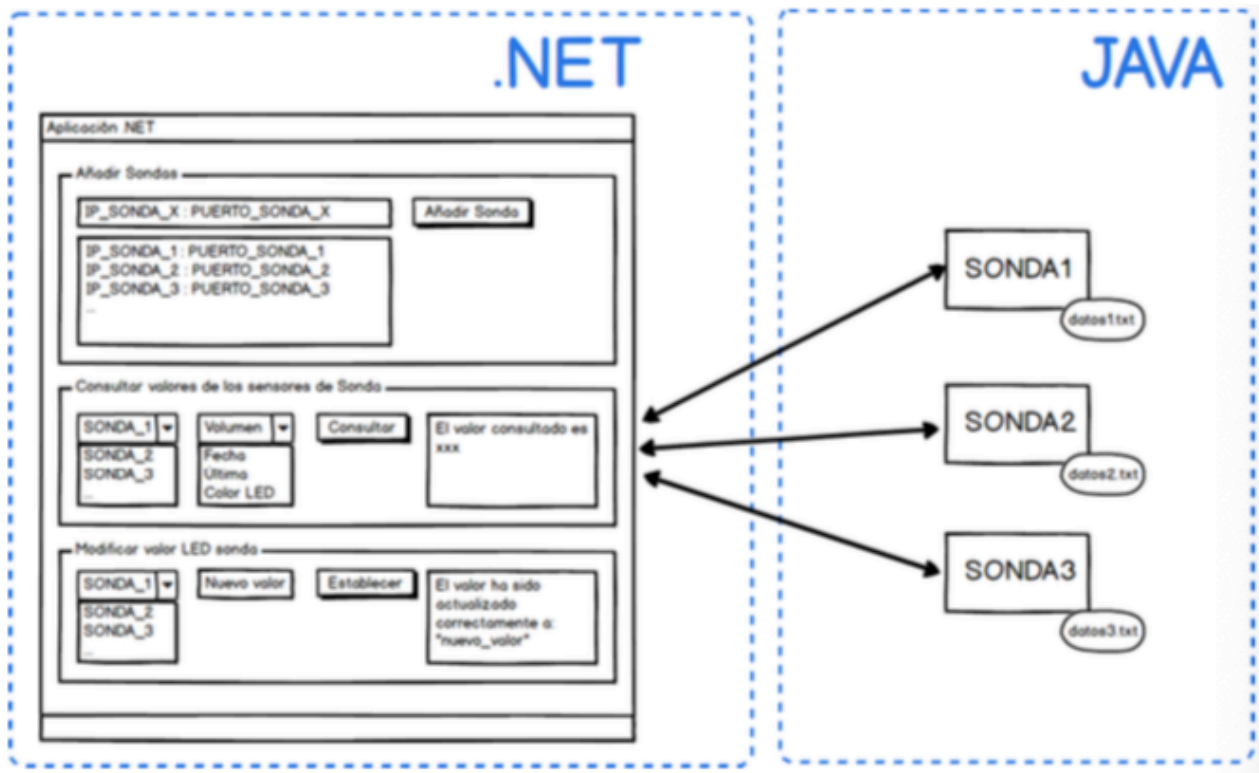 .NET
JAVA
Aplicación .NET
Añadir Sondas
IP_SONDA_X : PUERTO_SONDA_X
Añadir Sonda
IP_SONDA_1 : PUERTO_SONDA_1
IP_SONDA_2 : PUERTO_SONDA_2
IP_SONDA_3 : PUERTO_SONDA_3
...
Consultar valores de los sensores de Sonda
SONDA_1
SONDA_2
SONDA_3
...
Volumen
Fecha
Última
Color LED
Consultar
El valor consultado es
xxx
Modificar valor LED sonda
SONDA_1
SONDA_2
SONDA_3
...
Nuevo valor
Establecer
El valor ha sido
actualizado
correctamente a:
"nuevo_valor"
SONDA1
datos1.txt
SONDA2
datos2.txt
SONDA3
datos3.txt